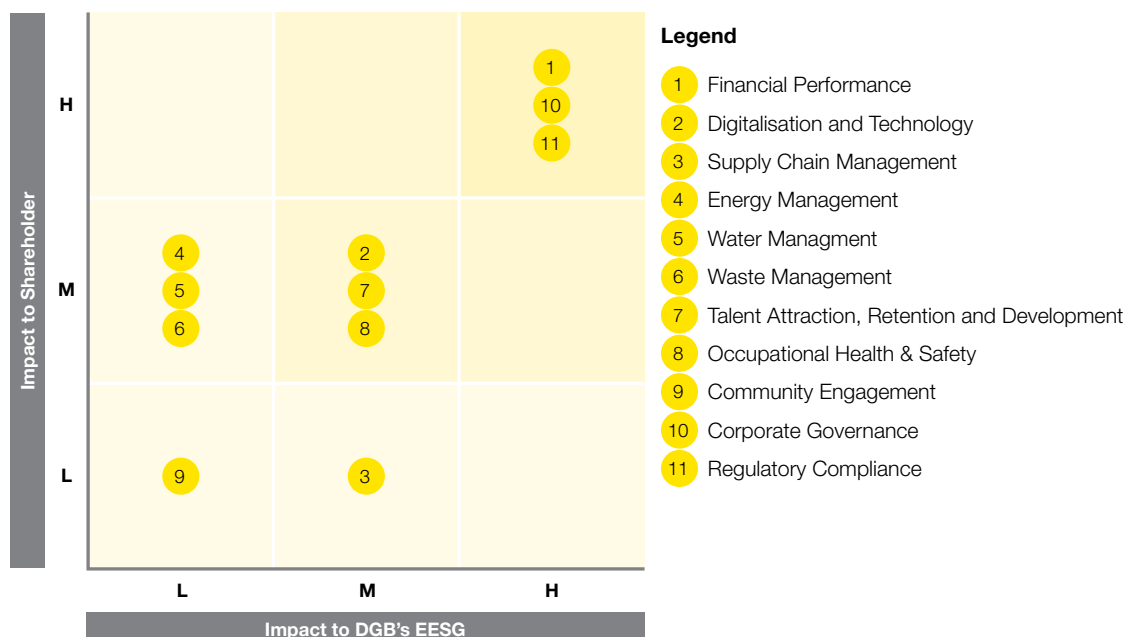 Impact to Shareholder
H
M
L
1
10
11
4
5
6
2
7
8
9
3
L
M
H
Impact to DGB's EESG
Legend
1 Financial Performance
2 Digitalisation and Technology
3 Supply Chain Management
4 Energy Management
5 Water Managment
6 Waste Management
7 Talent Attraction, Retention and Development
8 Occupational Health & Safety
9 Community Engagement
10 Corporate Governance
11 Regulatory Compliance